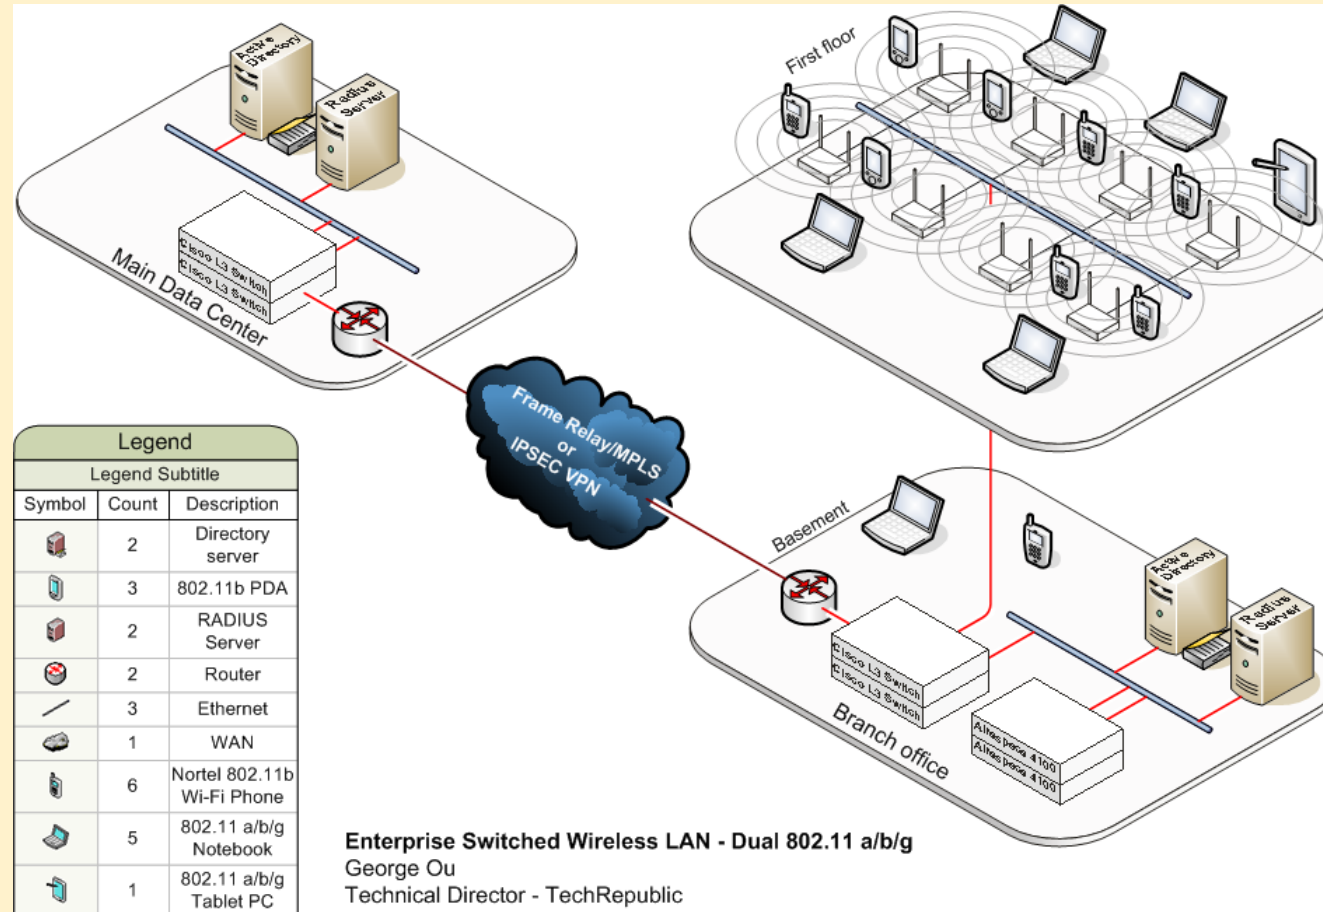 Active
Directory
Radius
Server
Cisco L3 Switch
Cisco L3 Switch
Main Data Center
First floor
Frame Relay/MPLS
or
IPSEC VPN
Basement
Active
Directory
Radius
Server
Cisco L3 Switch
Cisco L3 Switch
Altespace 4100
Altespace 4100
Branch office
Legend
Legend Subtitle
Symbol Count Description
2 Directory
server
3 802.11b PDA
2 RADIUS
Server
2 Router
3 Ethernet
1 WAN
6 Nortel 802.11b
Wi-Fi Phone
5 802.11 a/b/g
Notebook
1 802.11 a/b/g
Tablet PC
Enterprise Switched Wireless LAN - Dual 802.11 a/b/g
George Ou
Technical Director - TechRepublic